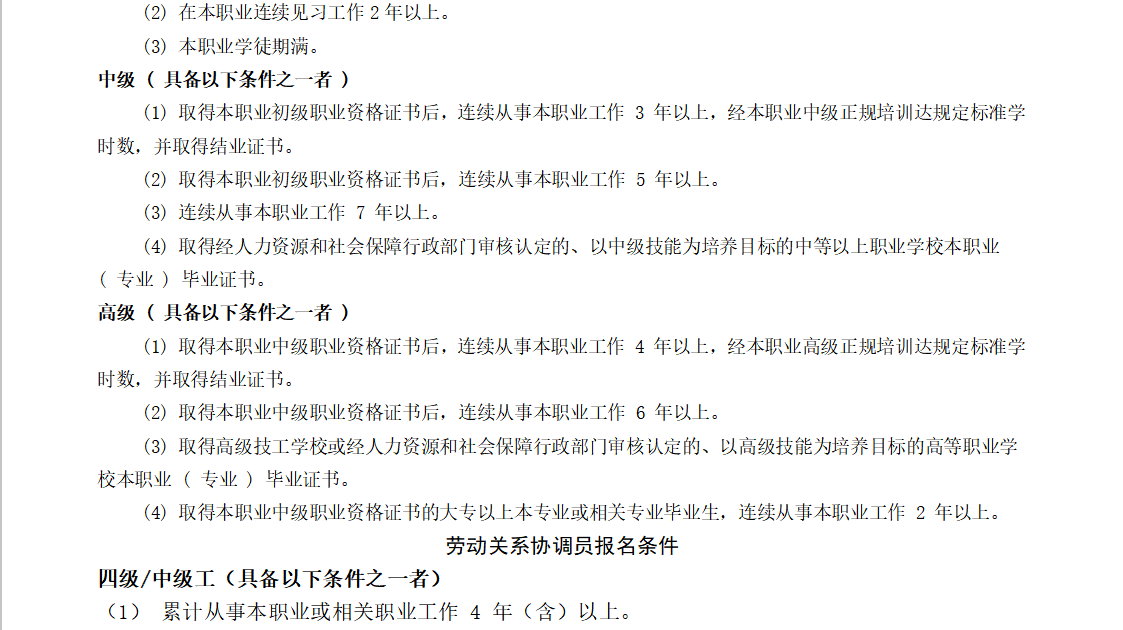 (2) 在本职业连续见习工作 2 年以上。
(3) 本职业学徒期满。
中级 ( 具备以下条件之一者 )
(1) 取得本职业初级职业资格证书后，连续从事本职业工作 3 年以上，经本职业中级正规培训达规定标准学
时数，并取得结业证书。
(2) 取得本职业初级职业资格证书后，连续从事本职业工作 5 年以上。
(3) 连续从事本职业工作 7 年以上。
(4) 取得经人力资源和社会保障行政部门审核认定的、以中级技能为培养目标的中等以上职业学校本职业
( 专业 ) 毕业证书。
高级 ( 具备以下条件之一者 )
(1) 取得本职业中级职业资格证书后，连续从事本职业工作 4 年以上，经本职业高级正规培训达规定标准学
时数，并取得结业证书。
(2) 取得本职业中级职业资格证书后，连续从事本职业工作 6 年以上。
(3) 取得高级技工学校或经人力资源和社会保障行政部门审核认定的、以高级技能为培养目标的高等职业学
校本职业 ( 专业 ) 毕业证书。
(4) 取得本职业中级职业资格证书的大专以上本专业或相关专业毕业生，连续从事本职业工作 2 年以上。
劳动关系协调员报名条件
四级/中级工（具备以下条件之一者）
（1） 累计从事本职业或相关职业工作 4 年（含）以上。